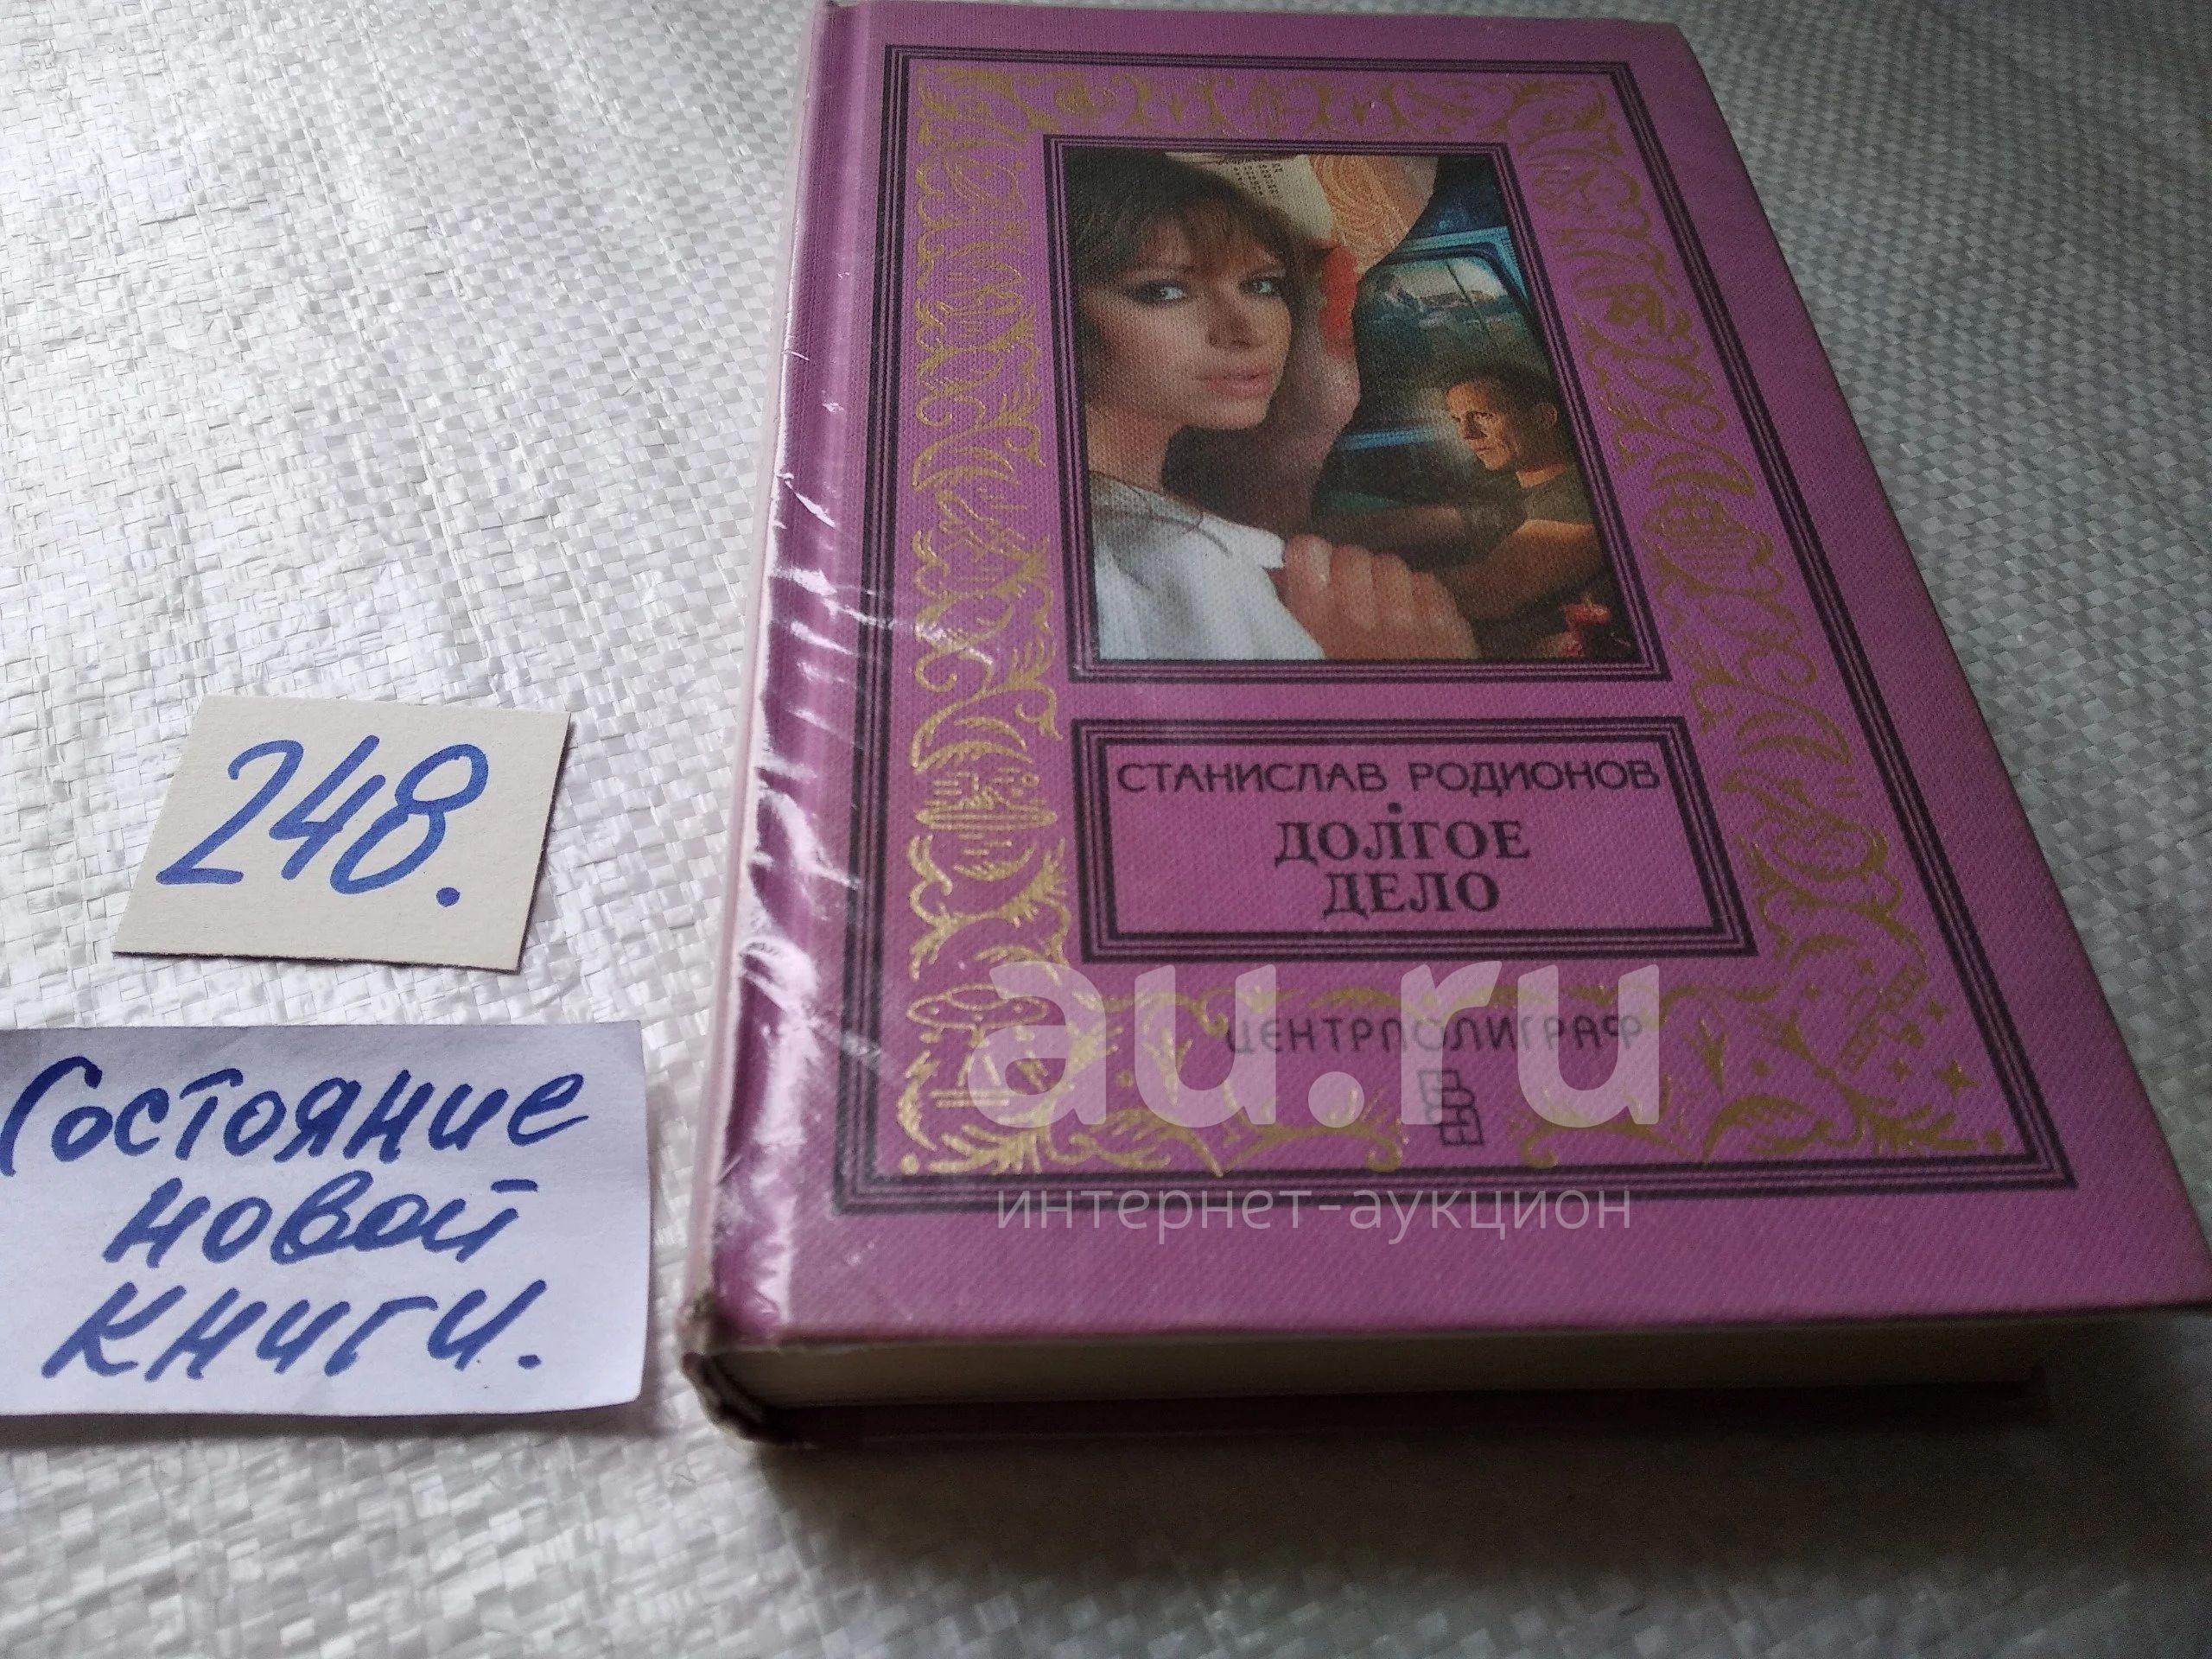 СТАНИСЛАВ РОДИОНОВ
ДОЛГОЕ
ДЕЛО
ЦЕНТРПОЛИГРАФ
248.
Состояние
новой
книги.
au.ru
интернет-аукцион